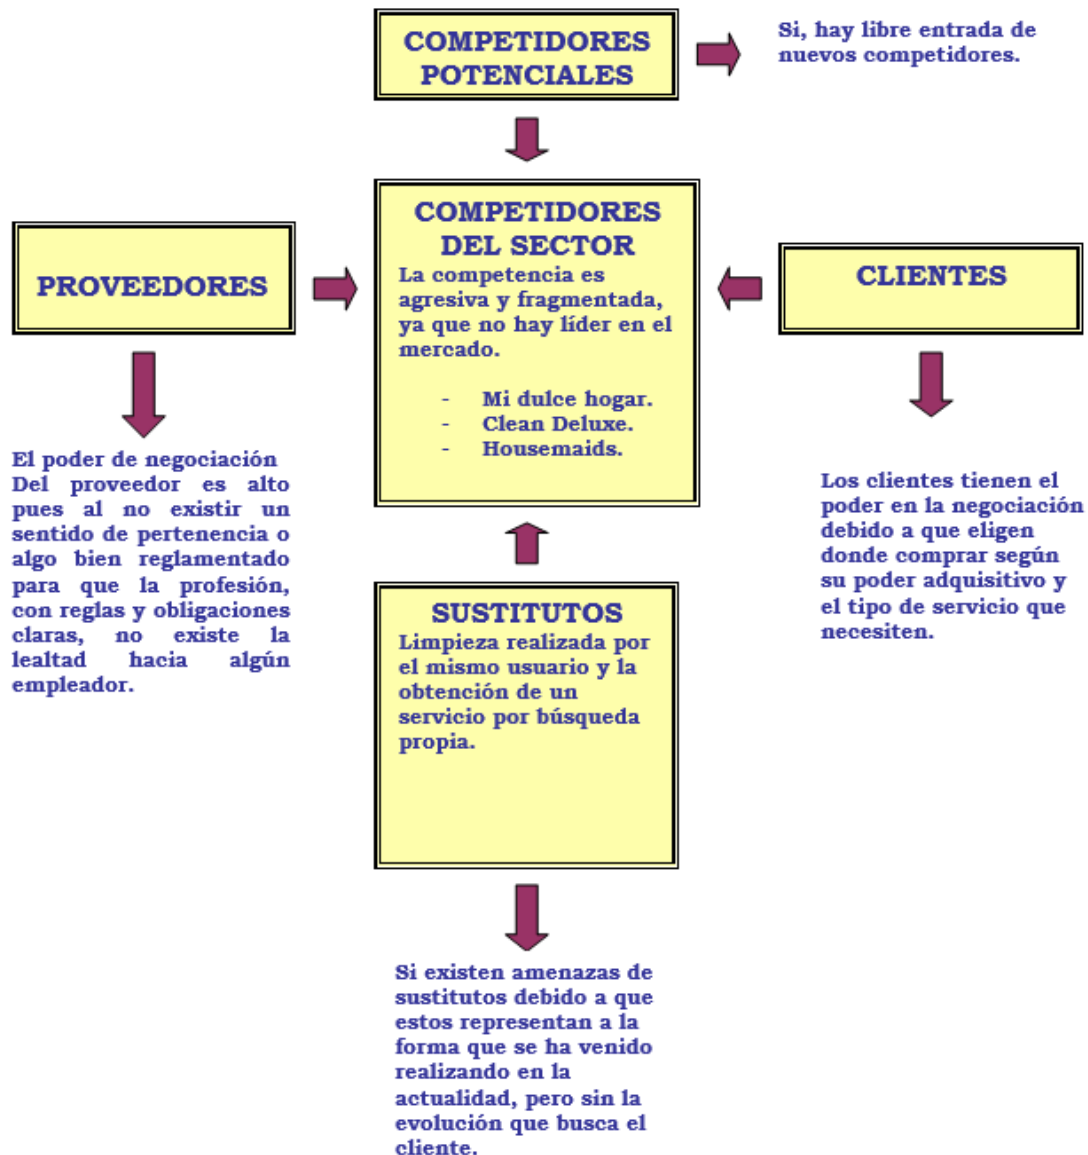 COMPETIDORES
POTENCIALES
Si, hay libre entrada de
nuevos competidores.
COMPETIDORES
DEL SECTOR
La competencia es
agresiva y fragmentada,
ya que no hay líder en el
mercado.
- Mi dulce hogar.
- Clean Deluxe.
- Housemaids.
PROVEEDORES
CLIENTES
El poder de negociación
Del proveedor es alto
pues al no existir un
sentido de pertenencia o
algo bien reglamentado
para que la profesión,
con reglas y obligaciones
claras, no existe la
lealtad hacia algún
empleador.
Los clientes tienen el
poder en la negociación
debido a que eligen
donde comprar según
su poder adquisitivo y
el tipo de servicio que
necesiten.
SUSTITUTOS
Limpieza realizada por
el mismo usuario y la
obtención de un
servicio por búsqueda
propia.
Si existen amenazas de
sustitutos debido a que
estos representan a la
forma que se ha venido
realizando en la
actualidad, pero sin la
evolución que busca el
cliente.